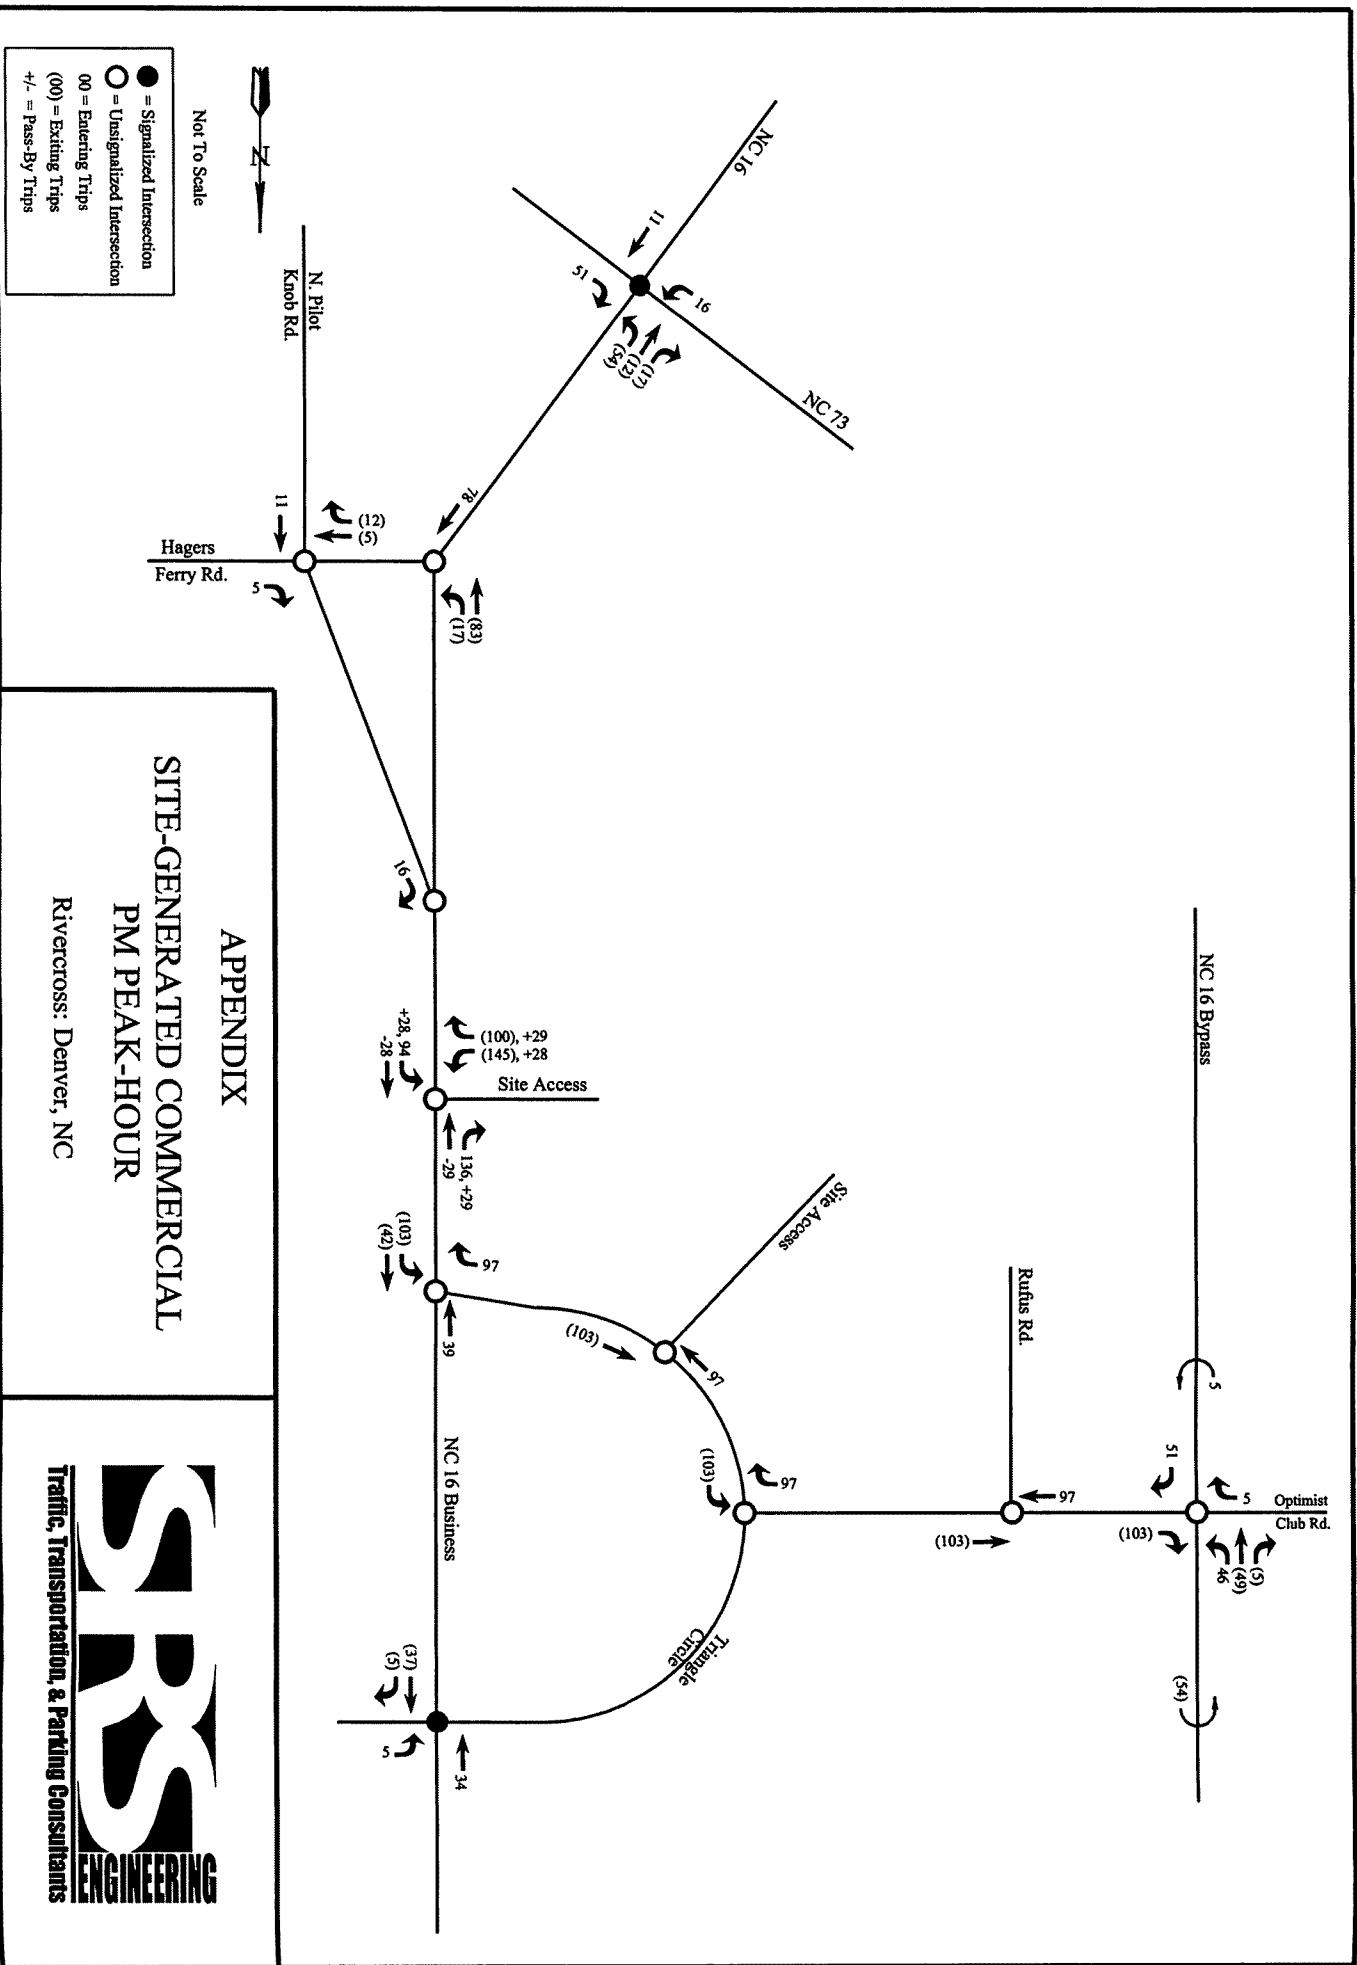 Optimist
Club Rd.
5
(5)
(49)
46
51
(103)
5
(54)
NC 16 Bypass
Rufus Rd.
97
(103)
97
(103)
Triangle
Circle
Site Access
97
(103)
NC 16
NC 73
11
16
51
(17)
(12)
(54)
78
(83)
(17)
N. Pilot
Knob Rd.
Hagers
Ferry Rd.
11
(12)
(5)
5
16
(100), +29
(145), +28
Site Access
+28, 94
-28
136, +29
-29
97
(103)
(42)
39
NC 16 Business
(37)
(5)
5
34
N
Not To Scale
= Signalized Intersection
= Unsignalized Intersection
00 = Entering Trips
(00) = Exiting Trips
+/- = Pass-By Trips
APPENDIX
SITE-GENERATED COMMERCIAL
PM PEAK-HOUR
Rivercross: Denver, NC
SRS
ENGINEERING
Traffic, Transportation, & Parking Consultants